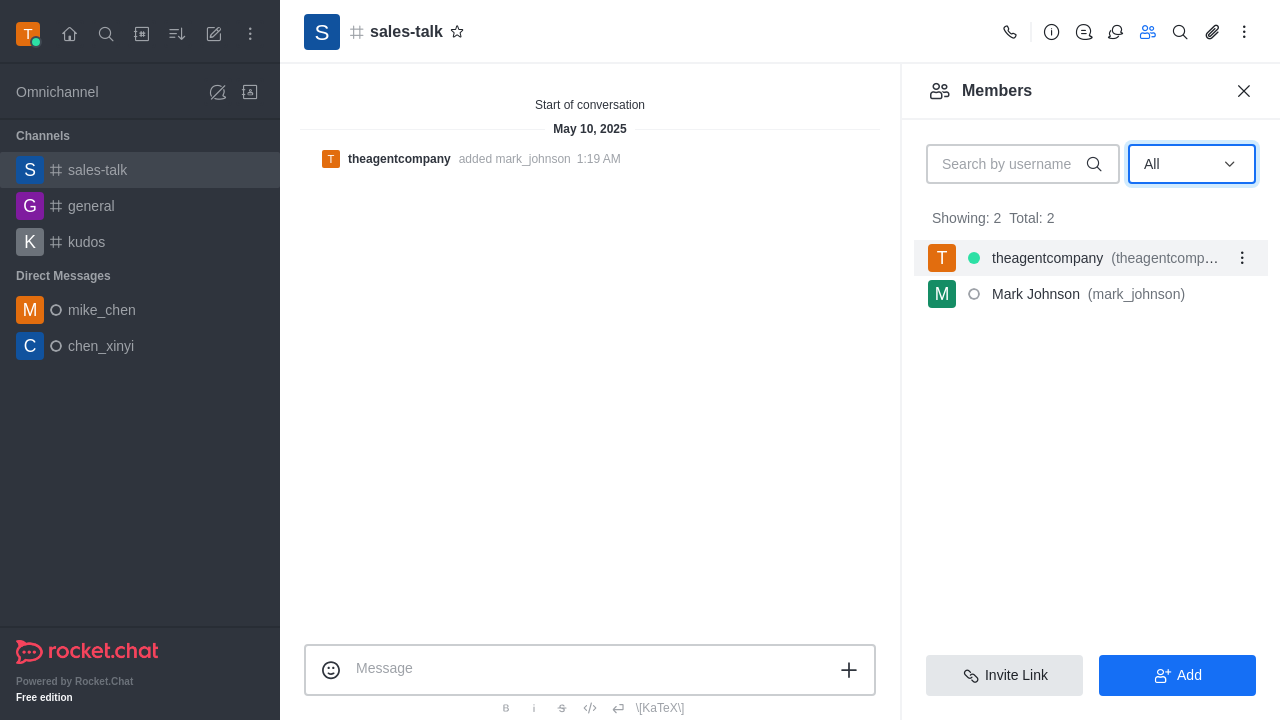 T
Omnichannel
Channels
S sales-talk
G general
K kudos
Direct Messages
M mike_chen
C chen_xinyi
rocket.chat
Powered by Rocket.Chat
Free edition
S sales-talk
Start of conversation
May 10, 2025
T theagentcompany added mark_johnson 1:19 AM
Message
B i S </> \[KaTeX\]
Members
Search by username
All
Showing: 2 Total: 2
T theagentcompany (theagentcomp…
M Mark Johnson (mark_johnson)
Invite Link
Add